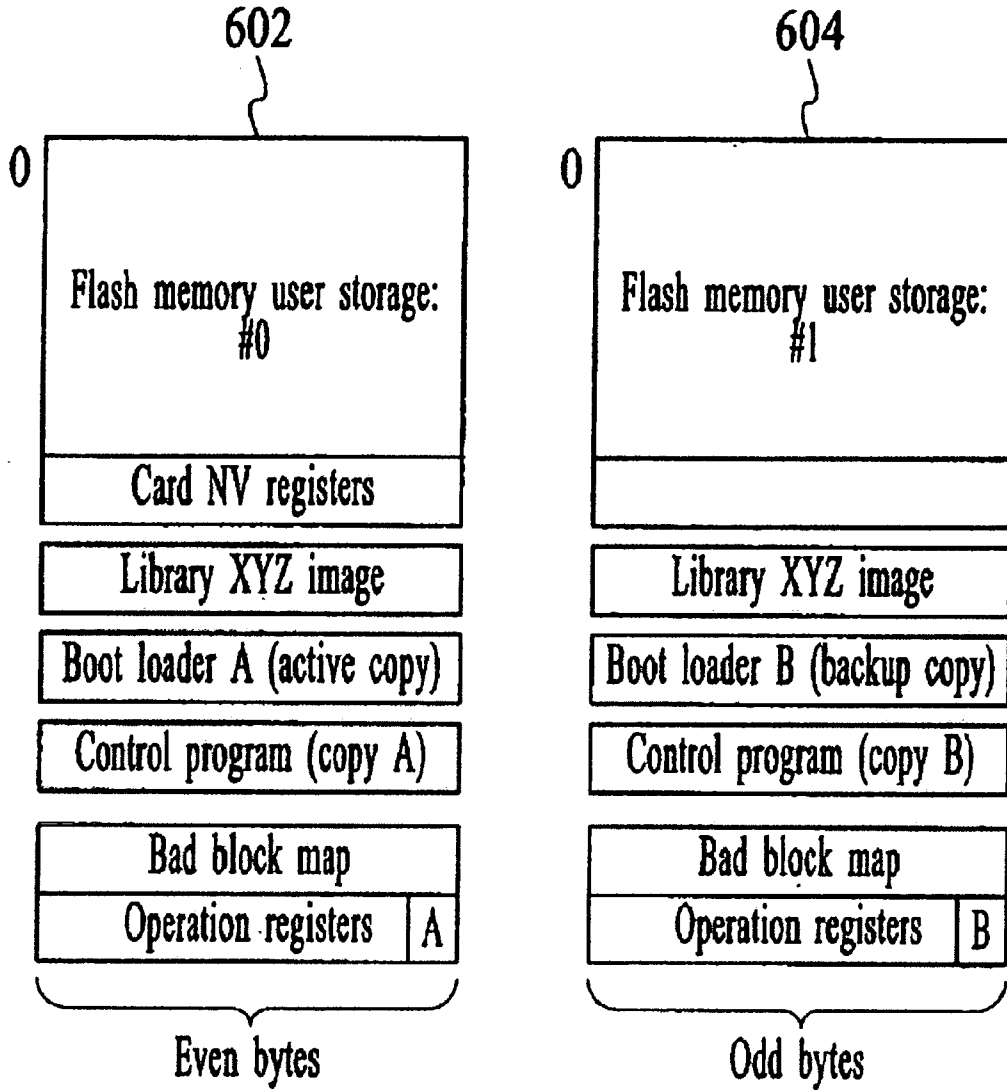 602
0
Flash memory user storage:
#0
Card NV registers
Library XYZ image
Boot loader A (active copy)
Control program (copy A)
Bad block map
Operation registers A
Even bytes
604
0
Flash memory user storage:
#1
Library XYZ image
Boot loader B (backup copy)
Control program (copy B)
Bad block map
Operation registers B
Odd bytes